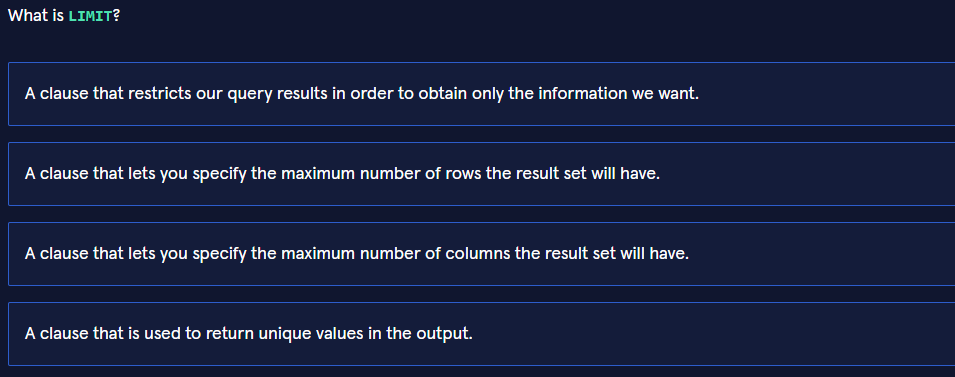 What is LIMIT?
A clause that restricts our query results in order to obtain only the information we want.
A clause that lets you specify the maximum number of rows the result set will have.
A clause that lets you specify the maximum number of columns the result set will have.
A clause that is used to return unique values in the output.